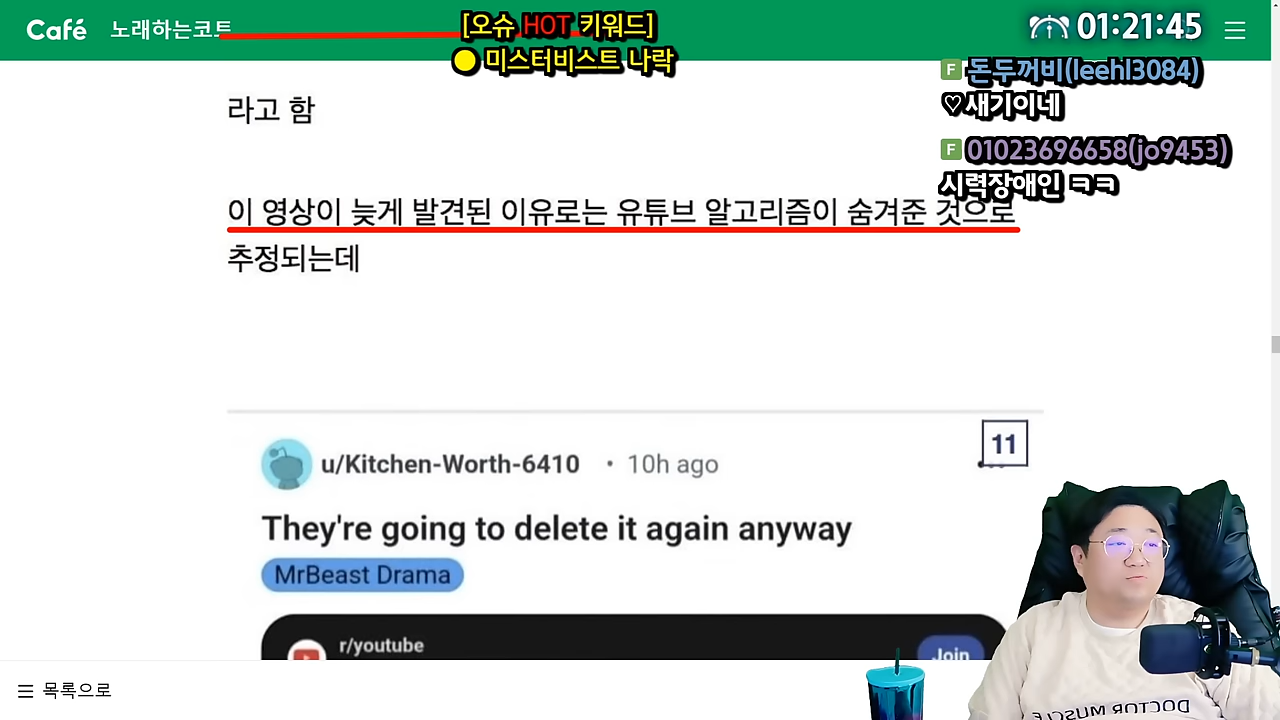 Café 노래하는코트
[오슈 HOT 키워드]
미스터비스트 나락
01:21:45
F 돈두꺼비(leehl3084)
♡새기이네
F 01023696658(jo9453)
시력장애인 ㅋㅋ
라고 함
이 영상이 늦게 발견된 이유로는 유튜브 알고리즘이 숨겨준 것으로
추정되는데
11
u/Kitchen-Worth-6410 • 10h ago
They're going to delete it again anyway
MrBeast Drama
r/youtube
Join
목록으로
DOCTOR MUSCLE